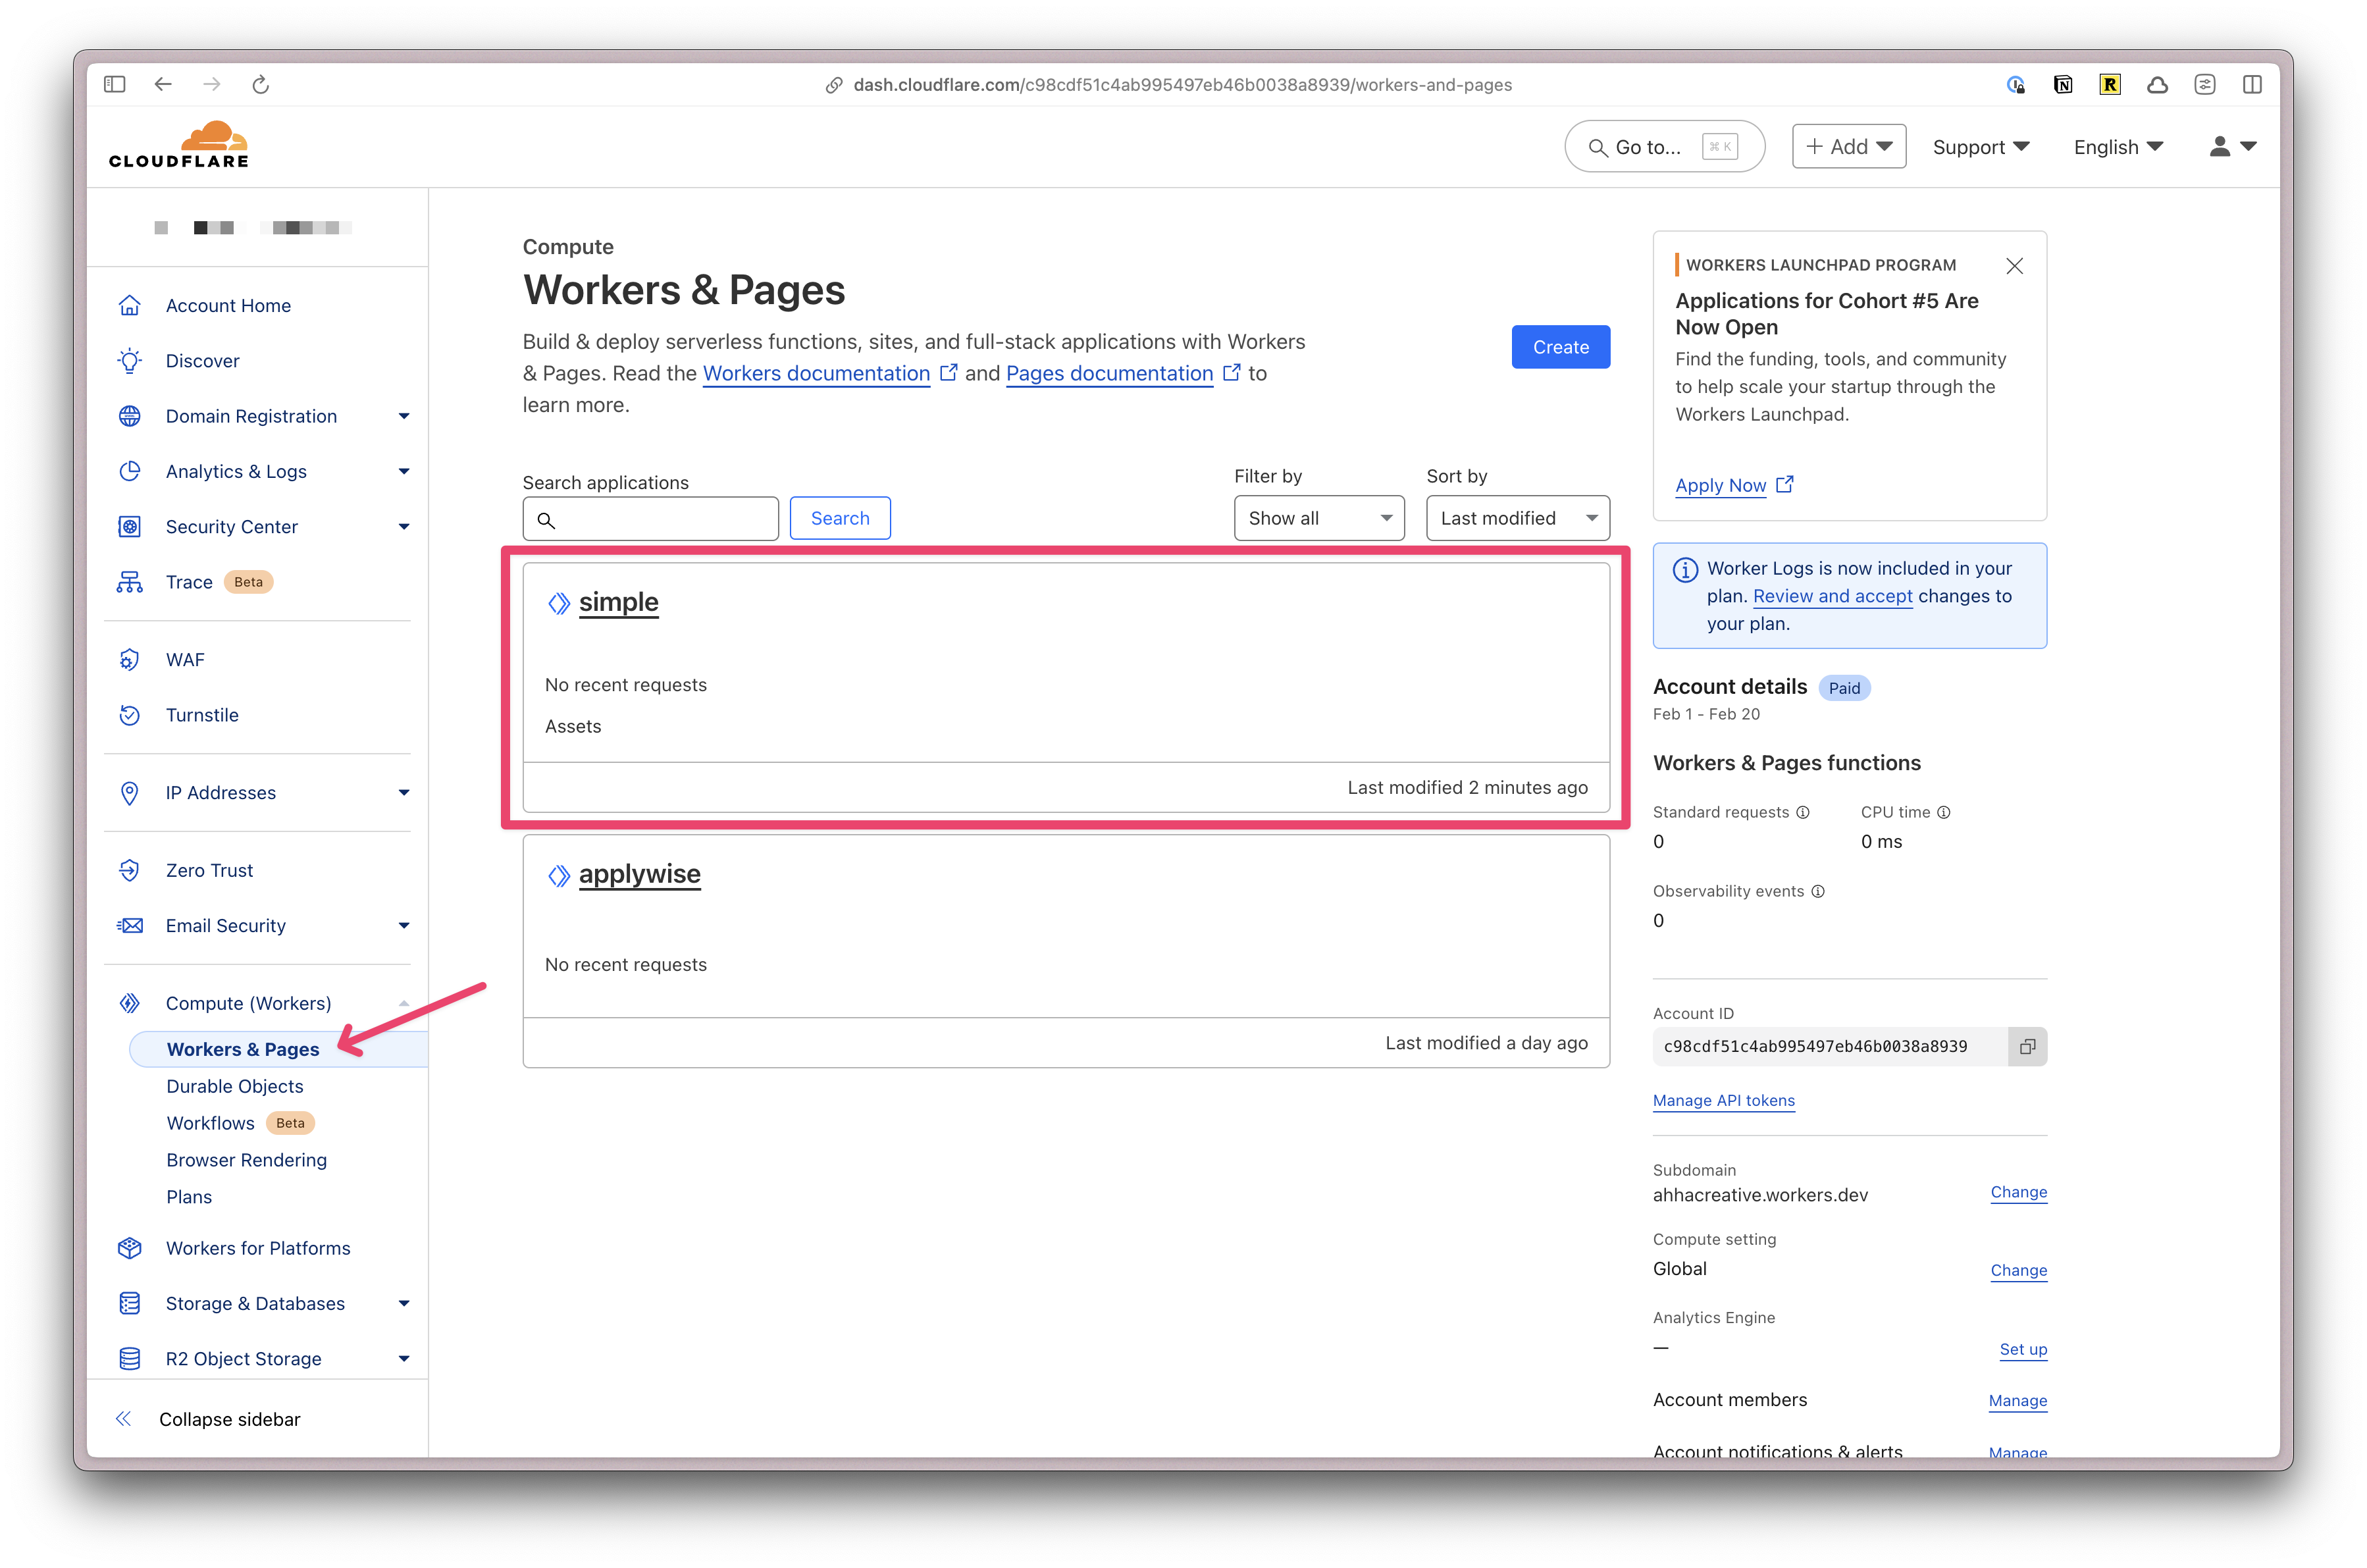 dash.cloudflare.com/c98cdf51c4ab995497eb46b0038a8939/workers-and-pages
CLOUDFLARE
Go to... ⌘ K
+ Add
Support
English
Account Home
Discover
Domain Registration
Analytics & Logs
Security Center
Trace Beta
WAF
Turnstile
IP Addresses
Zero Trust
Email Security
Compute (Workers)
Workers & Pages
Durable Objects
Workflows Beta
Browser Rendering
Plans
Workers for Platforms
Storage & Databases
R2 Object Storage
Collapse sidebar
Compute
Workers & Pages
Build & deploy serverless functions, sites, and full-stack applications with Workers
& Pages. Read the Workers documentation and Pages documentation to
learn more.
Create
Search applications
Search
Filter by
Show all
Sort by
Last modified
simple
No recent requests
Assets
Last modified 2 minutes ago
applywise
No recent requests
Last modified a day ago
WORKERS LAUNCHPAD PROGRAM
Applications for Cohort #5 Are
Now Open
Find the funding, tools, and community
to help scale your startup through the
Workers Launchpad.
Apply Now
Worker Logs is now included in your
plan. Review and accept changes to
your plan.
Account details Paid
Feb 1 - Feb 20
Workers & Pages functions
Standard requests
0
CPU time
0 ms
Observability events
0
Account ID
c98cdf51c4ab995497eb46b0038a8939
Manage API tokens
Subdomain
ahhacreative.workers.dev Change
Compute setting
Global Change
Analytics Engine
— Set up
Account members Manage
Account notifications & alerts Manage